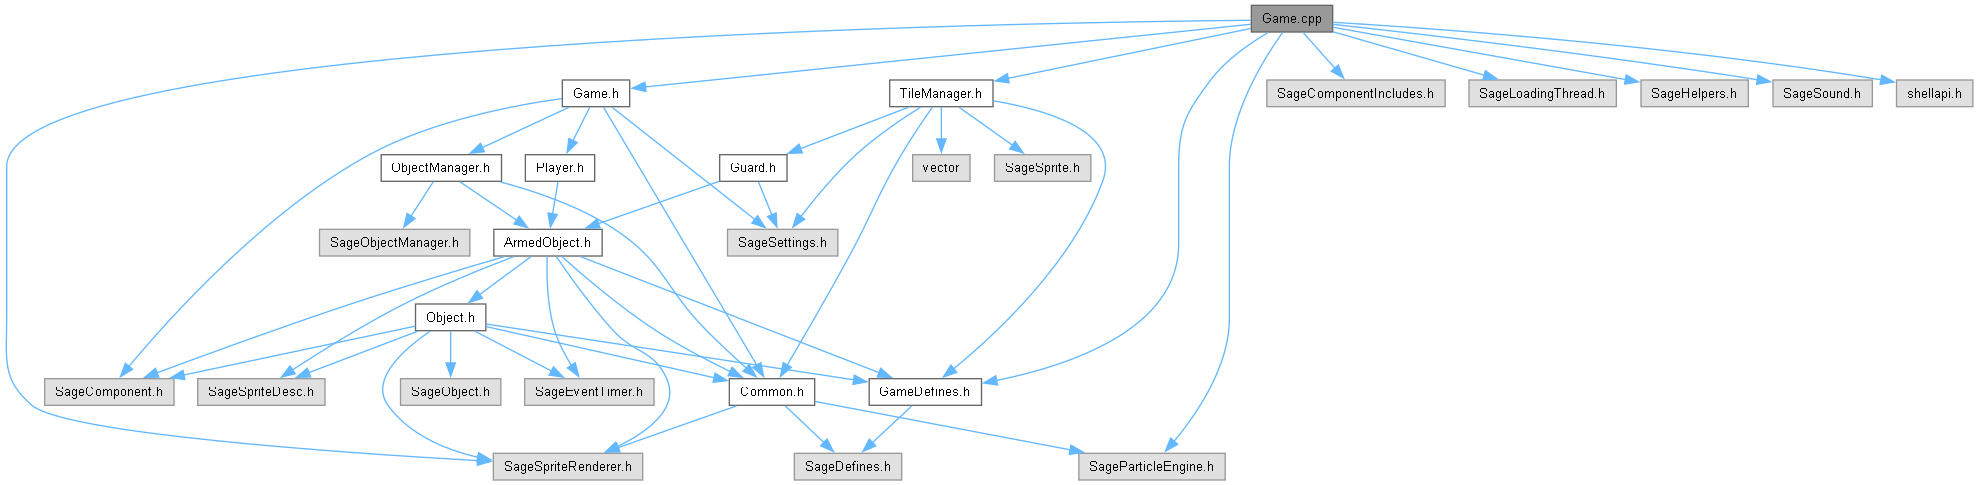 Game.cpp
Game.h
TileManager.h
SageComponentIncludes.h
SageLoadingThread.h
SageHelpers.h
SageSound.h
shellapi.h
ObjectManager.h
Player.h
Guard.h
vector
SageSprite.h
SageObjectManager.h
ArmedObject.h
SageSettings.h
Object.h
SageComponent.h
SageSpriteDesc.h
SageObject.h
SageEventTimer.h
Common.h
GameDefines.h
SageSpriteRenderer.h
SageDefines.h
SageParticleEngine.h